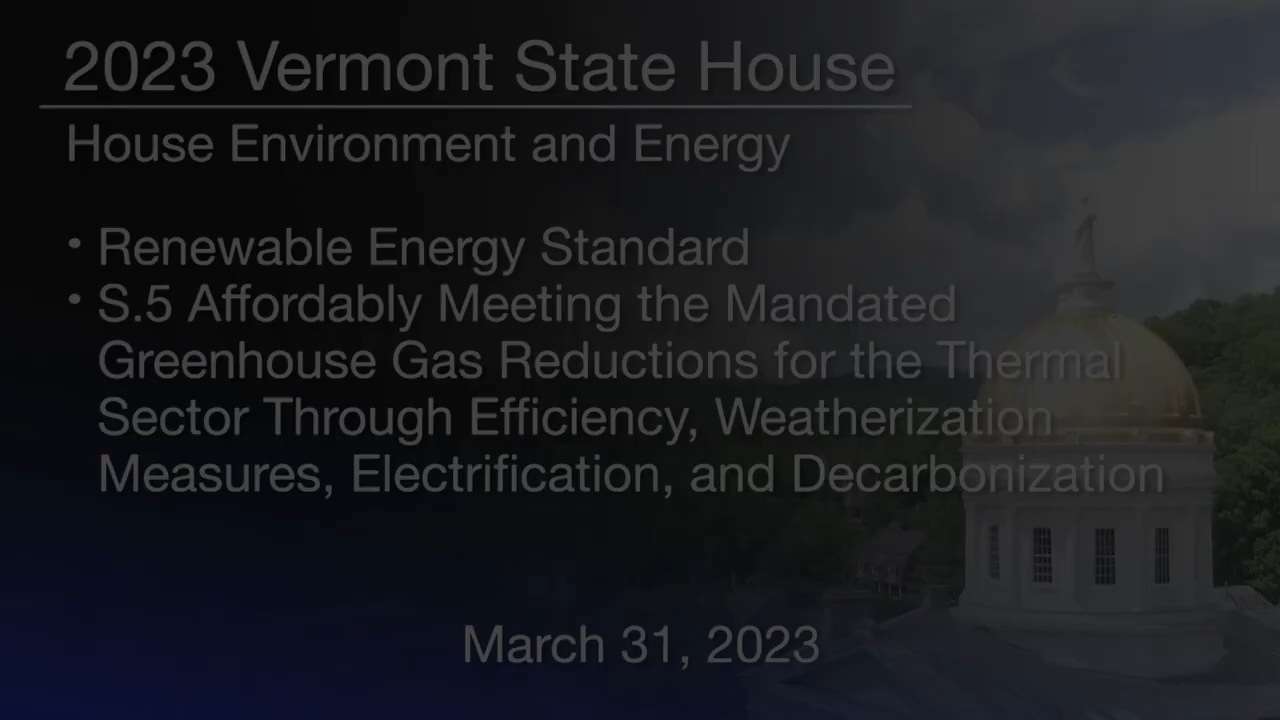 2023 Vermont State House
House Environment and Energy
• Renewable Energy Standard
• S.5 Affordably Meeting the Mandated
Greenhouse Gas Reductions for the Thermal
Sector Through Efficiency, Weatherization
Measures, Electrification, and Decarbonization
March 31, 2023